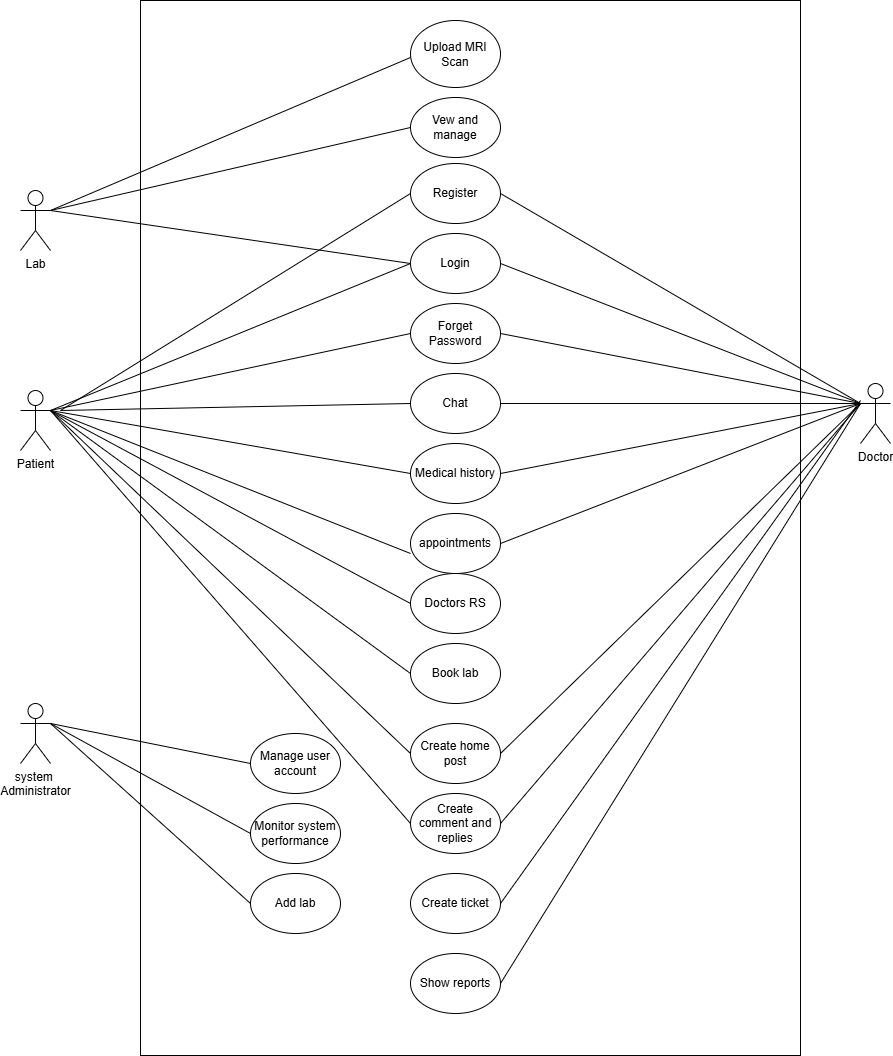 Upload MRI
Scan
Vew and
manage
Register
Lab
Login
Forget
Password
Chat
Patient
Doctor
Medical history
appointments
Doctors RS
Book lab
system
Administrator
Manage user
account
Create home
post
Monitor system
performance
Create
comment and
replies
Add lab
Create ticket
Show reports